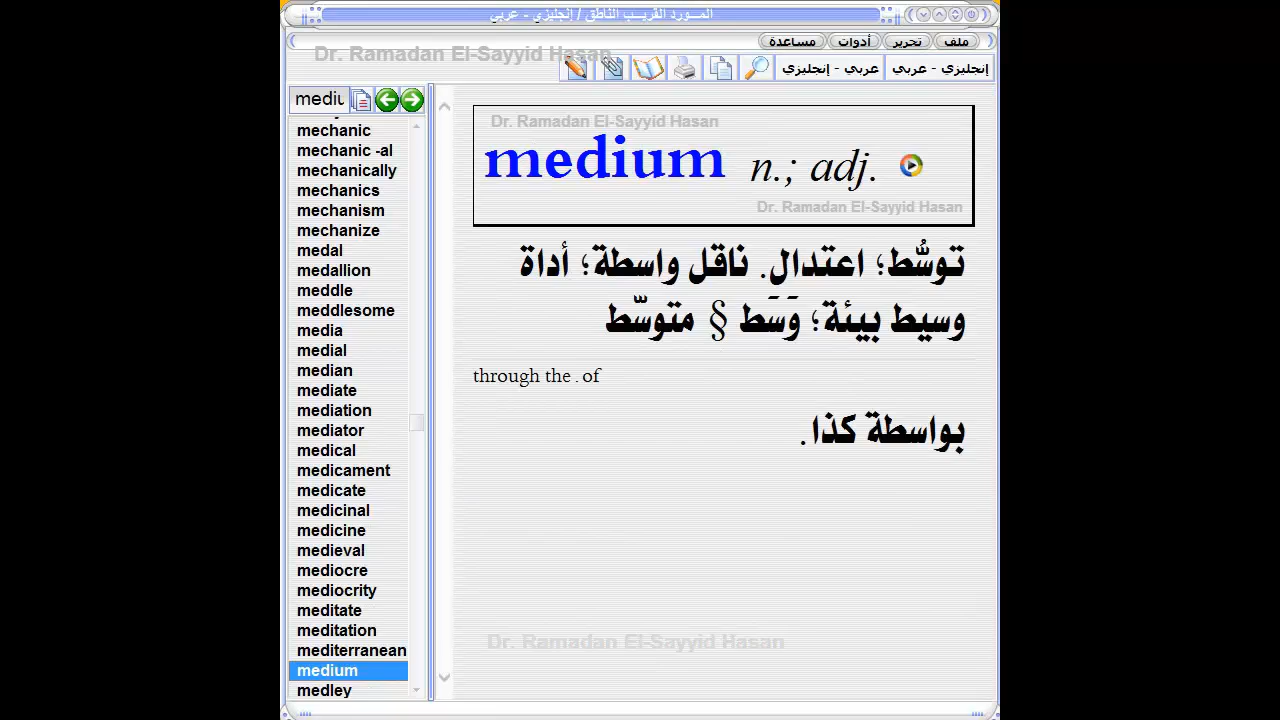 المـــورد القريـــب الناطق / إنجليزي - عربي
ملف تحرير أدوات مساعدة
Dr. Ramadan El-Sayyid Hasan
إنجليزي - عربي عربي - إنجليزي
mediu
mechanic
mechanic -al
mechanically
mechanics
mechanism
mechanize
medal
medallion
meddle
meddlesome
media
medial
median
mediate
mediation
mediator
medical
medicament
medicate
medicinal
medicine
medieval
mediocre
mediocrity
meditate
meditation
mediterranean
medium
medley
Dr. Ramadan El-Sayyid Hasan
medium n.; adj.
Dr. Ramadan El-Sayyid Hasan
توسُّط؛ اعتدال. ناقل واسطة؛ أداة
وسيط بيئة؛ وَسَط § متوسّط
through the . of
بواسطة كذا.
Dr. Ramadan El-Sayyid Hasan